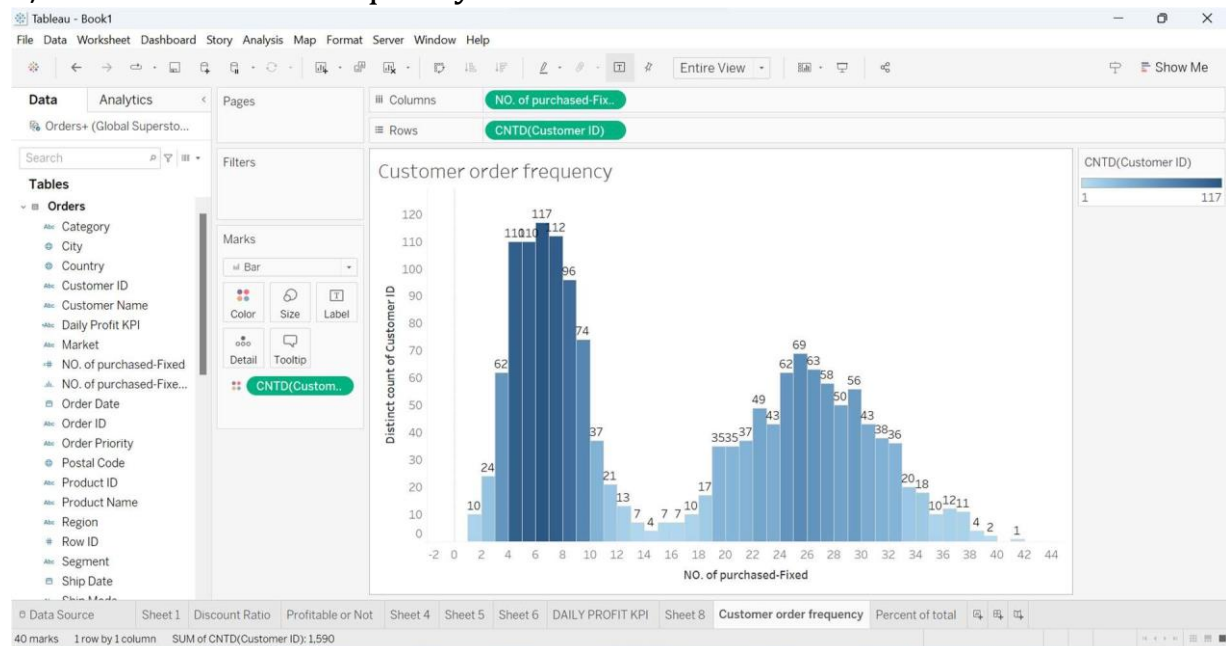 Tableau - Book1
File Data Worksheet Dashboard Story Analysis Map Format Server Window Help
Entire View
Show Me
Data Analytics
Orders+ (Global Supersto...
Search
Tables
Orders
Abc Category
City
Country
Abc Customer ID
Abc Customer Name
=Abc Daily Profit KPI
Abc Market
=# NO. of purchased-Fixed
NO. of purchased-Fixe...
Order Date
Abc Order ID
Abc Order Priority
Postal Code
Abc Product ID
Abc Product Name
Abc Region
# Row ID
Abc Segment
Ship Date
Pages
Filters
Marks
Bar
Color Size Label
Detail Tooltip
CNTD(Custom..
Columns NO. of purchased-Fix..
Rows CNTD(Customer ID)
Customer order frequency
Distinct count of Customer ID
120
110
100
90
80
70
60
50
40
30
20
10
0
10 24 62 110 110 117 112 96 74 37 21 13 7 4 7 7 10 17 35 35 37 49 43 62 69 63 58 50 56 43 38 36 20 18 10 12 11 4 2 1
-2 0 2 4 6 8 10 12 14 16 18 20 22 24 26 28 30 32 34 36 38 40 42 44
NO. of purchased-Fixed
CNTD(Customer ID)
1 117
Data Source Sheet 1 Discount Ratio Profitable or Not Sheet 4 Sheet 5 Sheet 6 DAILY PROFIT KPI Sheet 8 Customer order frequency Percent of total
40 marks 1 row by 1 column SUM of CNTD(Customer ID): 1,590